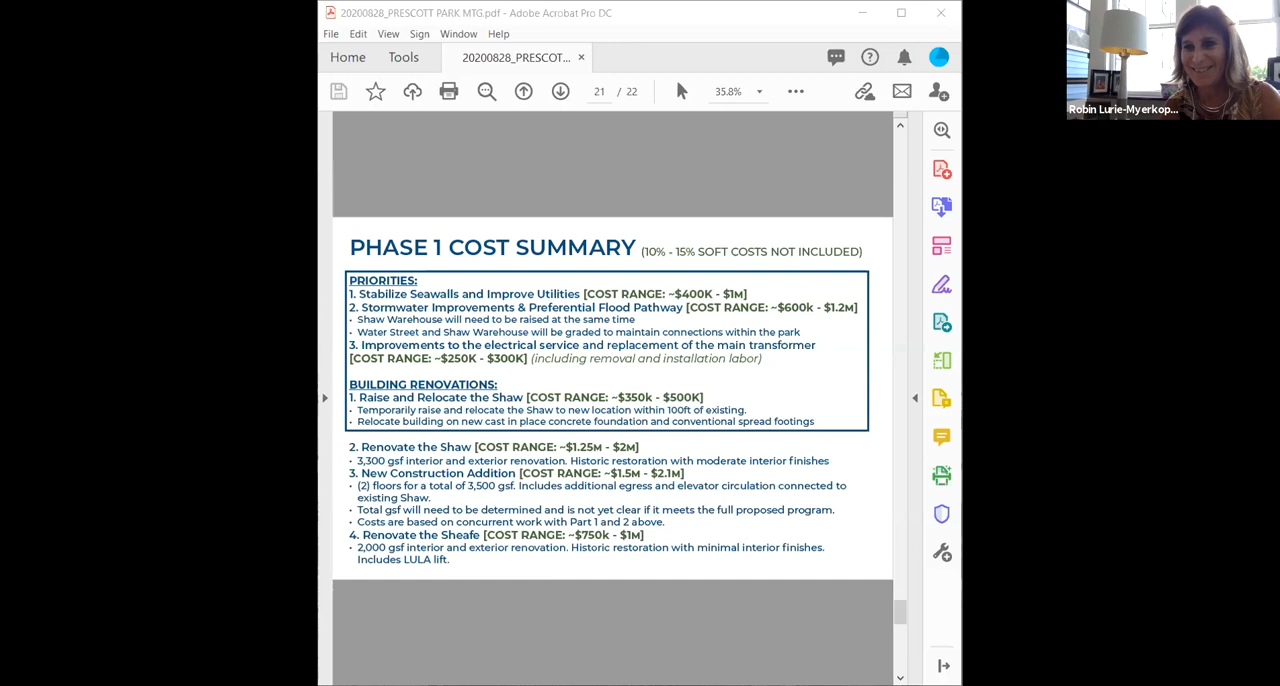 20200828_PRESCOTT PARK MTG.pdf - Adobe Acrobat Pro DC
File Edit View Sign Window Help
Home Tools 20200828_PRESCOT... ×
21 / 22 35.8%
Robin Lurie-Myerkop...
PHASE 1 COST SUMMARY (10% - 15% SOFT COSTS NOT INCLUDED)
PRIORITIES:
1. Stabilize Seawalls and Improve Utilities [COST RANGE: ~$400K - $1M]
2. Stormwater Improvements & Preferential Flood Pathway [COST RANGE: ~$600k - $1.2M]
• Shaw Warehouse will need to be raised at the same time
• Water Street and Shaw Warehouse will be graded to maintain connections within the park
3. Improvements to the electrical service and replacement of the main transformer
[COST RANGE: ~$250K - $300K] (including removal and installation labor)
BUILDING RENOVATIONS:
1. Raise and Relocate the Shaw [COST RANGE: ~$350k - $500K]
• Temporarily raise and relocate the Shaw to new location within 100ft of existing.
• Relocate building on new cast in place concrete foundation and conventional spread footings
2. Renovate the Shaw [COST RANGE: ~$1.25M - $2M]
• 3,300 gsf interior and exterior renovation. Historic restoration with moderate interior finishes
3. New Construction Addition [COST RANGE: ~$1.5M - $2.1M]
• (2) floors for a total of 3,500 gsf. Includes additional egress and elevator circulation connected to
existing Shaw.
• Total gsf will need to be determined and is not yet clear if it meets the full proposed program.
• Costs are based on concurrent work with Part 1 and 2 above.
4. Renovate the Sheafe [COST RANGE: ~$750k - $1M]
• 2,000 gsf interior and exterior renovation. Historic restoration with minimal interior finishes.
Includes LULA lift.